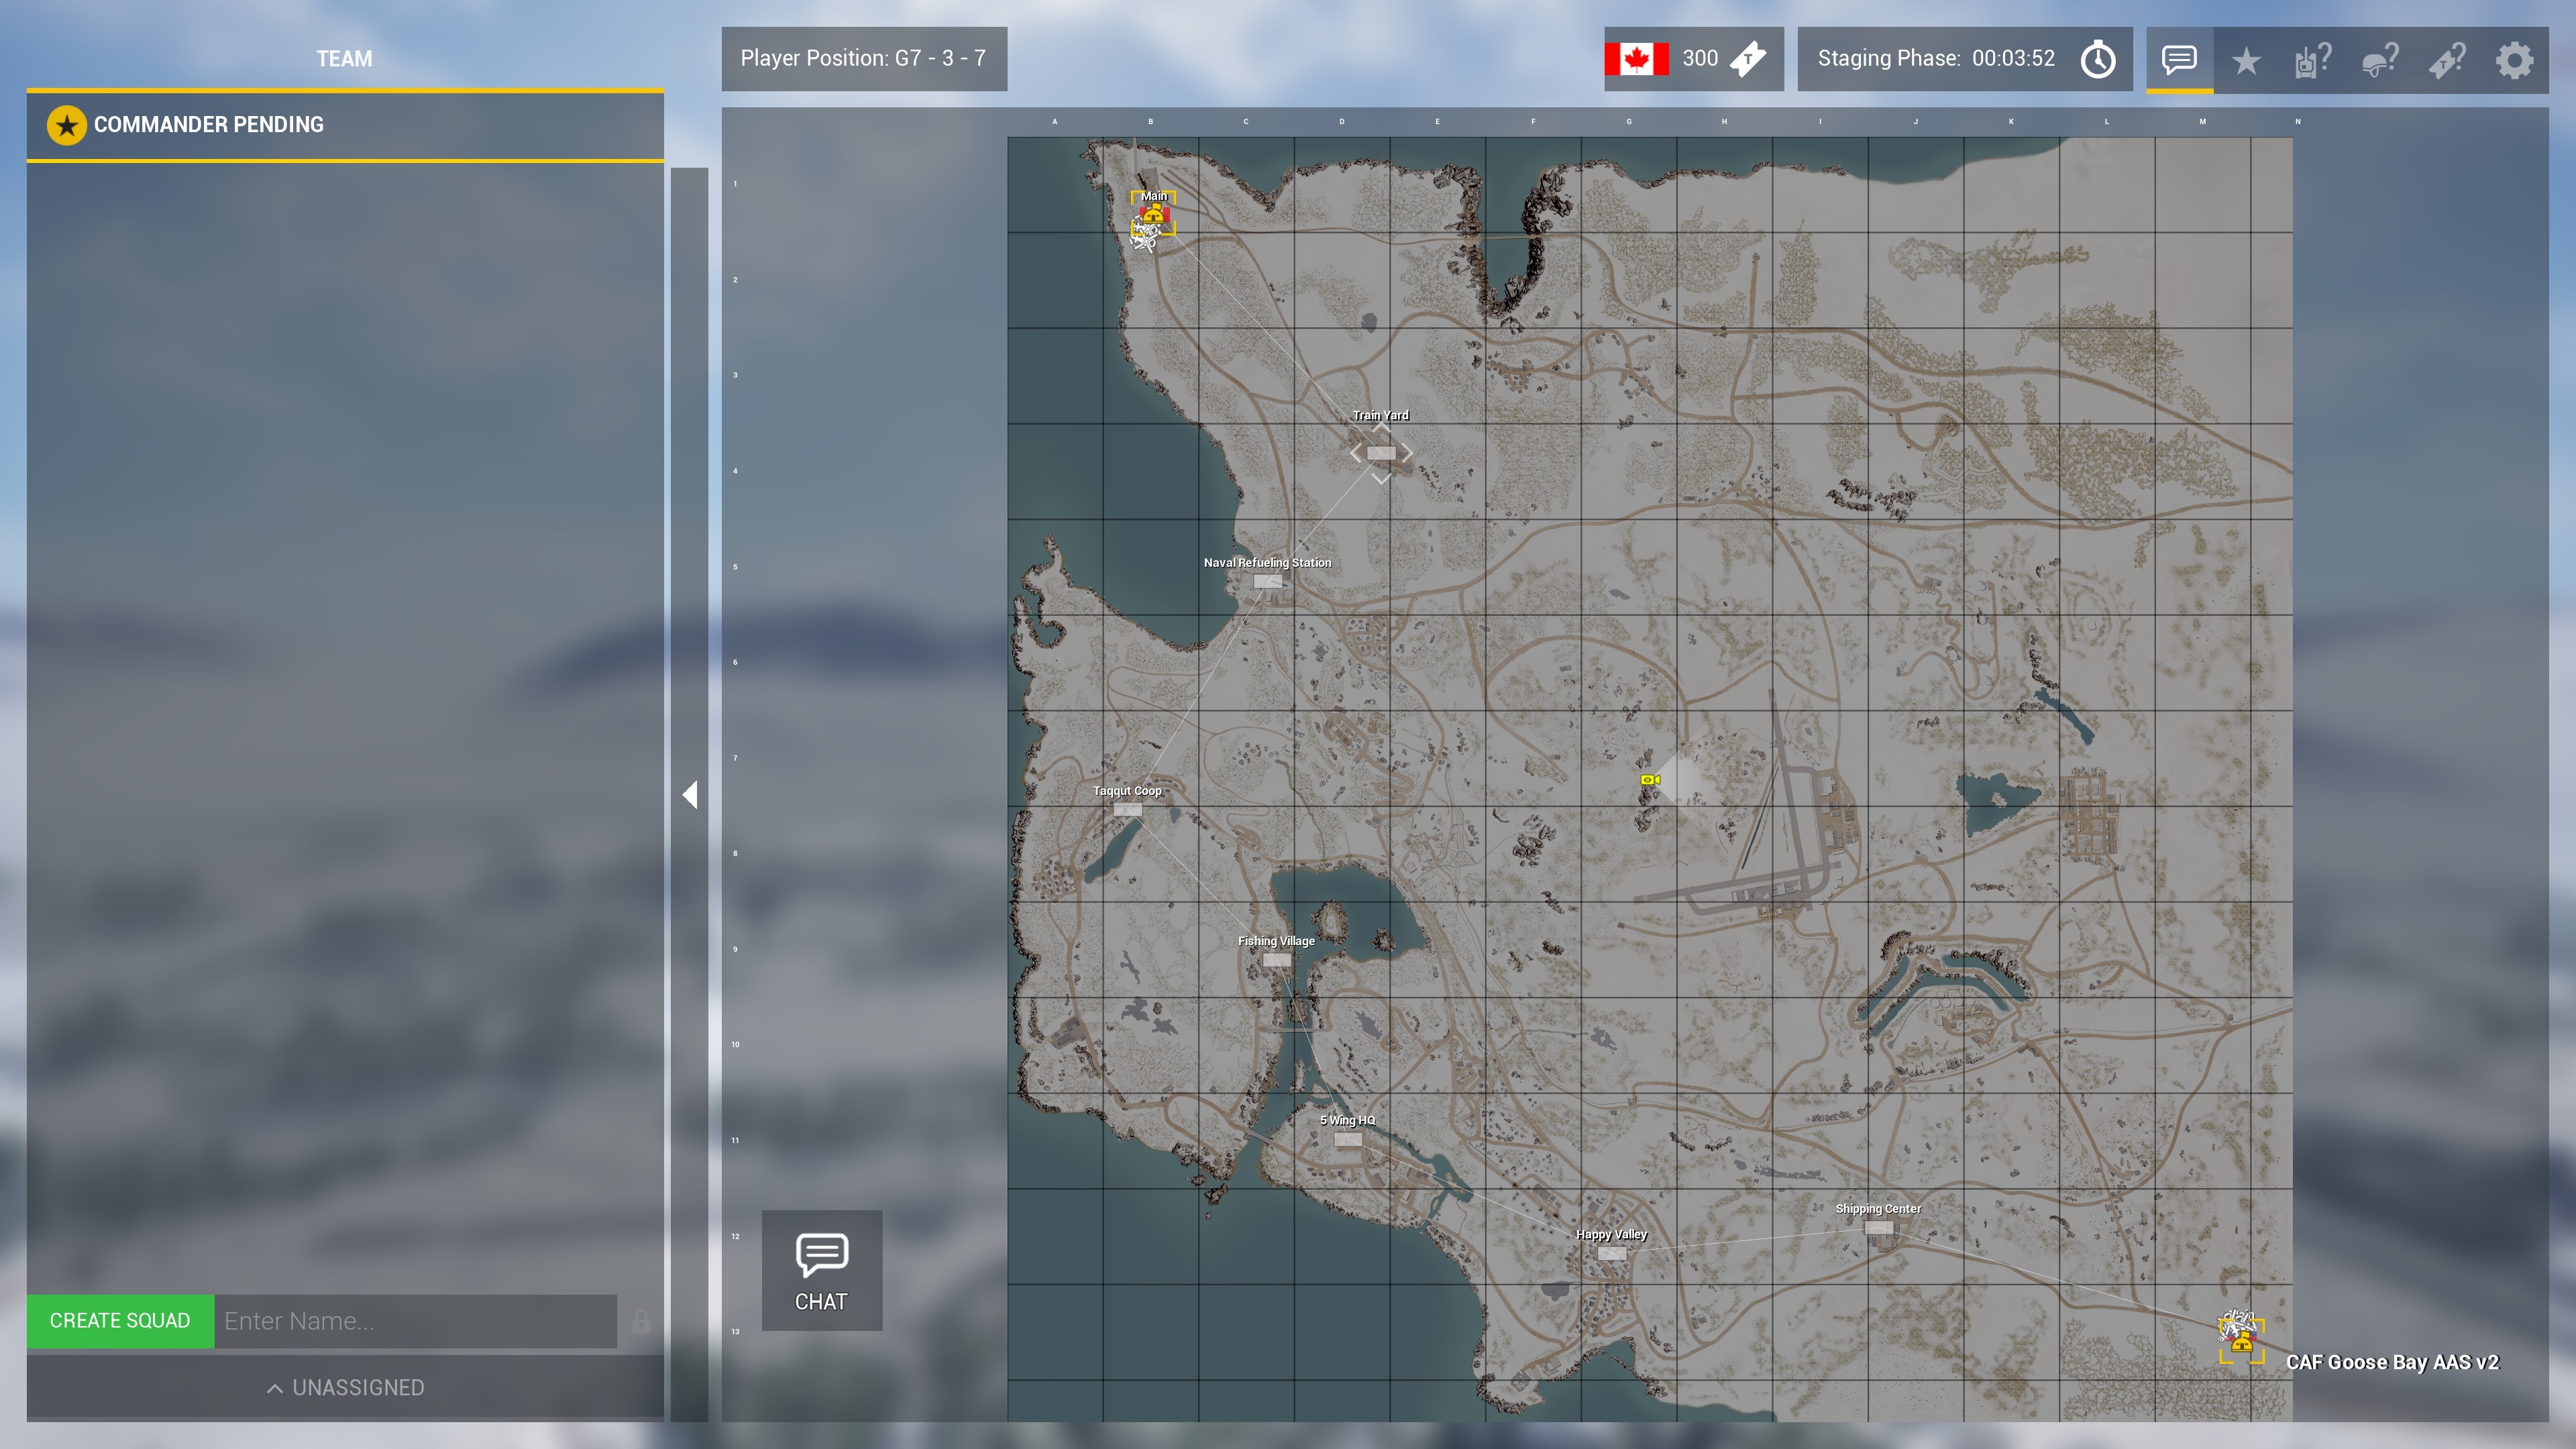 TEAM
Player Position: G7 - 3 - 7
300
T
Staging Phase: 00:03:52
COMMANDER PENDING
A B C D E F G H I J K L M N
1
Main
2
3
Train Yard
4
Naval Refueling Station
5
6
7
Taqqut Coop
8
Fishing Village
9
10
5 Wing HQ
11
Shipping Center
Happy Valley
12
CHAT
CREATE SQUAD
Enter Name...
13
Main
CAF Goose Bay AAS v2
UNASSIGNED